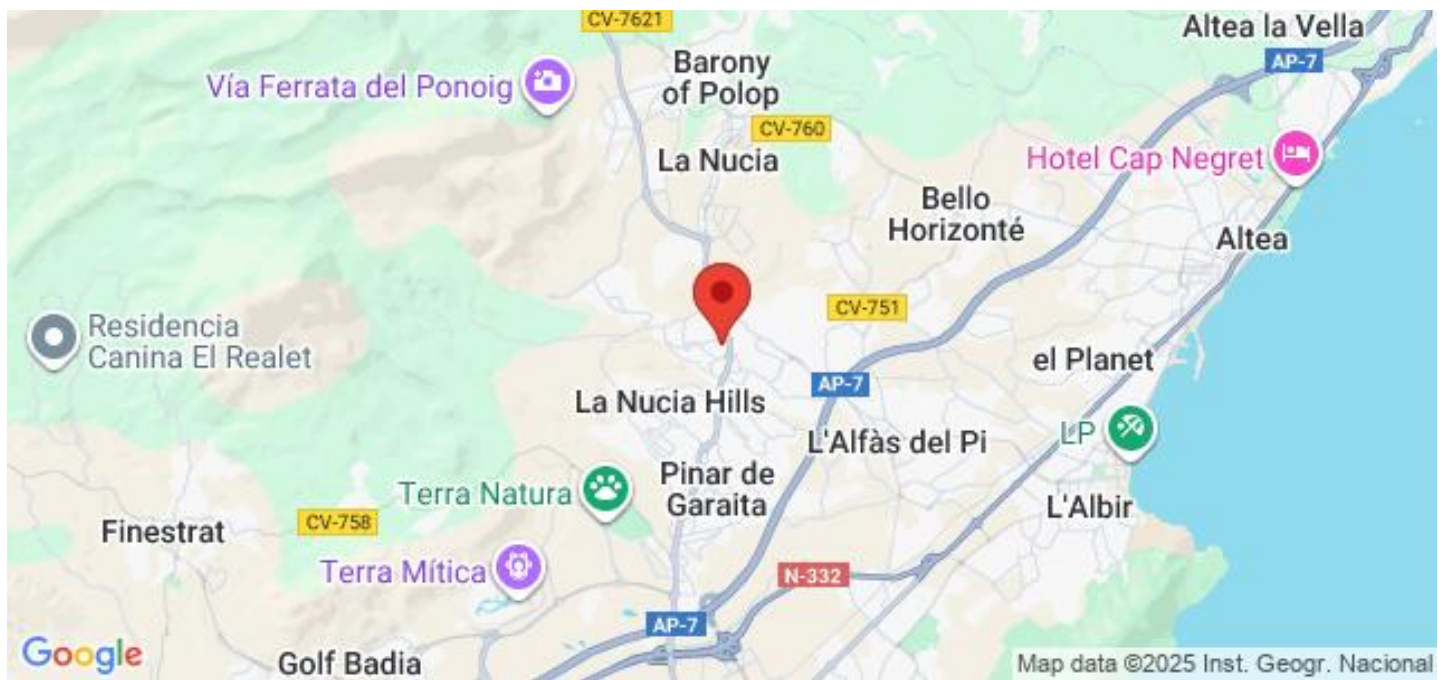 CV-7621
Altea la Vella
AP-7
Barony
of Polop
Vía Ferrata del Ponoig
CV-760
La Nucia
Hotel Cap Negret
Bello
Horizonté
Altea
CV-751
Residencia
Canina El Realet
el Planet
AP-7
La Nucia Hills
L'Alfàs del Pi
LP
Pinar de
Garaita
Terra Natura
L'Albir
CV-758
Finestrat
Terra Mítica
N-332
AP-7
Golf Badia
Google
Map data ©2025 Inst. Geogr. Nacional